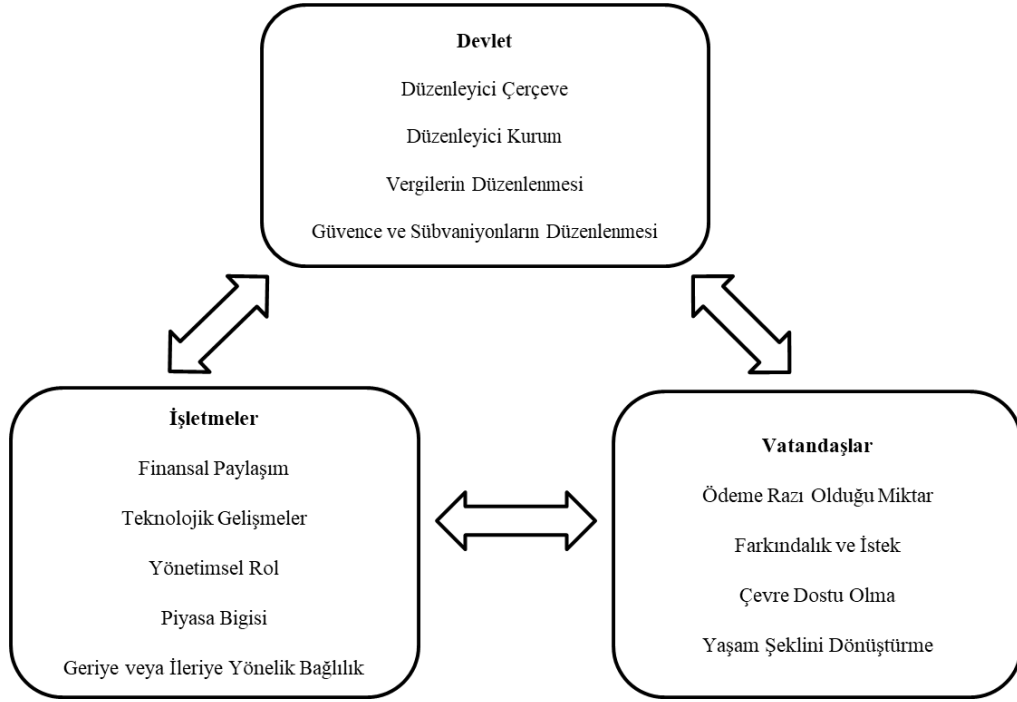 Devlet
Düzenleyici Çerçeve
Düzenleyici Kurum
Vergilerin Düzenlenmesi
Güvence ve Sübvaniyonların Düzenlenmesi
İşletmeler
Finansal Paylaşım
Teknolojik Gelişmeler
Yönetimsel Rol
Piyasa Bigisi
Geriye veya İleriye Yönelik Bağlılık
Vatandaşlar
Ödeme Razı Olduğu Miktar
Farkındalık ve İstek
Çevre Dostu Olma
Yaşam Şeklini Dönüştürme